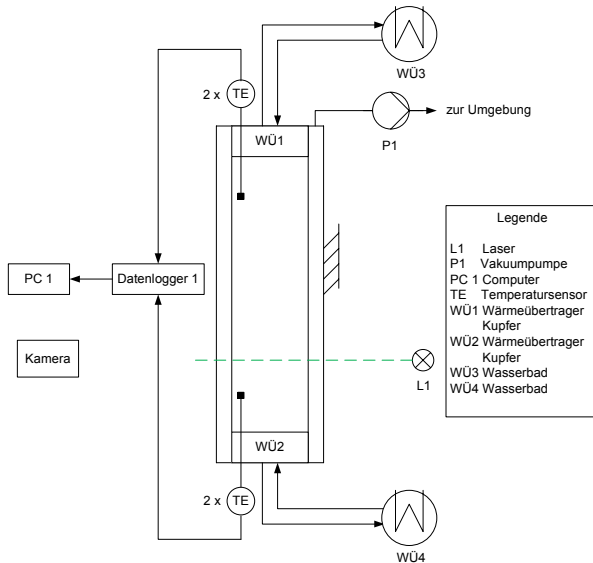 WÜ3
2 x TE
zur Umgebung
P1
WÜ1
Legende
L1 Laser
P1 Vakuumpumpe
PC 1 Computer
TE Temperatursensor
WÜ1 Wärmeübertrager
Kupfer
WÜ2 Wärmeübertrager
Kupfer
WÜ3 Wasserbad
WÜ4 Wasserbad
PC 1
Datenlogger 1
Kamera
L1
WÜ2
2 x TE
WÜ4